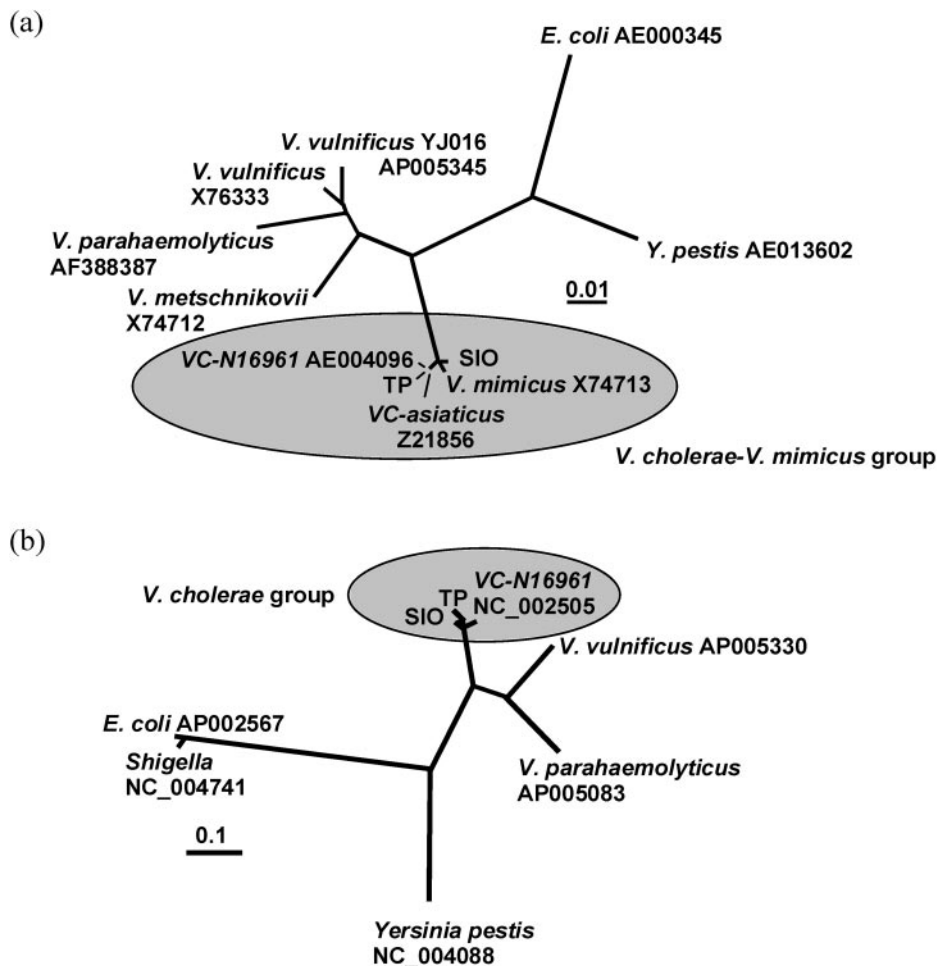 (a)
E. coli AE000345
V. vulnificus YJ016
AP005345
V. vulnificus
X76333
V. parahaemolyticus
AF388387
Y. pestis AE013602
V. metschnikovii
X74712
0.01
VC-N16961 AE004096
SIO
TP
V. mimicus X74713
VC-asiaticus
Z21856
V. cholerae-V. mimicus group
(b)
V. cholerae group
VC-N16961
TP
NC_002505
SIO
V. vulnificus AP005330
E. coli AP002567
Shigella
NC_004741
V. parahaemolyticus
AP005083
0.1
Yersinia pestis
NC_004088